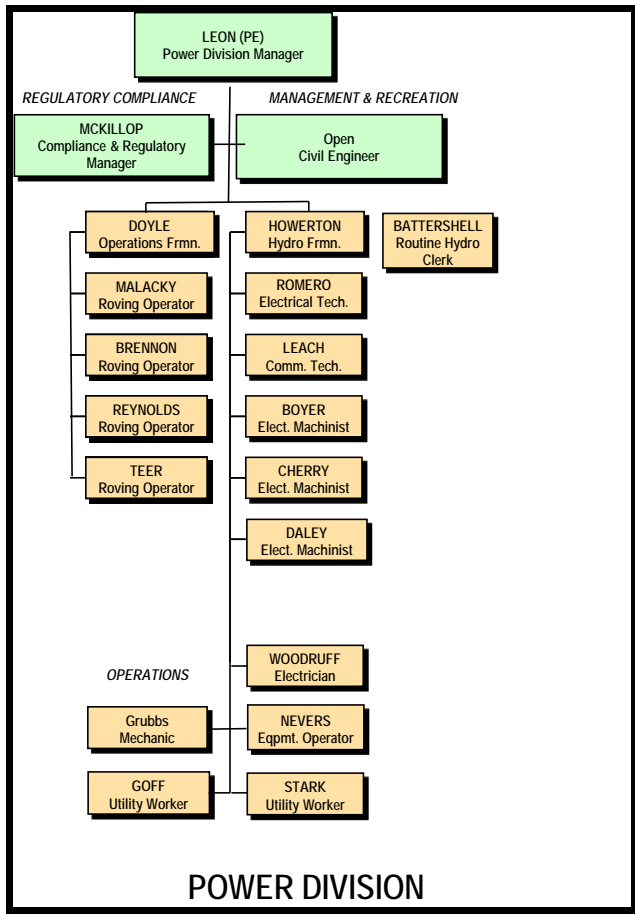 LEON (PE)
Power Division Manager
REGULATORY COMPLIANCE
MANAGEMENT & RECREATION
MCKILLOP
Compliance & Regulatory
Manager
Open
Civil Engineer
DOYLE
Operations Frmn.
HOWERTON
Hydro Frmn.
BATTERSHELL
Routine Hydro
Clerk
MALACKY
Roving Operator
ROMERO
Electrical Tech.
BRENNON
Roving Operator
LEACH
Comm. Tech.
REYNOLDS
Roving Operator
BOYER
Elect. Machinist
TEER
Roving Operator
CHERRY
Elect. Machinist
DALEY
Elect. Machinist
OPERATIONS
WOODRUFF
Electrician
Grubbs
Mechanic
NEVERS
Eqpmt. Operator
GOFF
Utility Worker
STARK
Utility Worker
POWER DIVISION